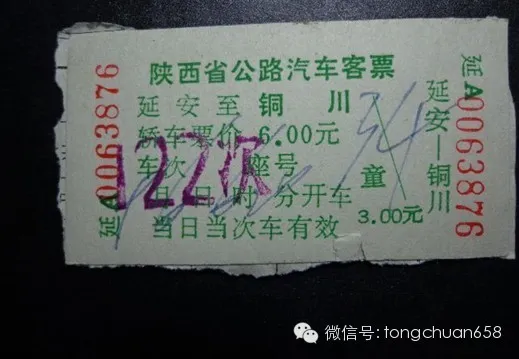 陕西省公路汽车客票
延安至铜川
轿车票价 6.00元
车次 座号
122次
月 日 时 分开车
当日当次车有效
童
3.00元
延A0063876
延A0063876
延安—铜川
微信号: tongchuan658